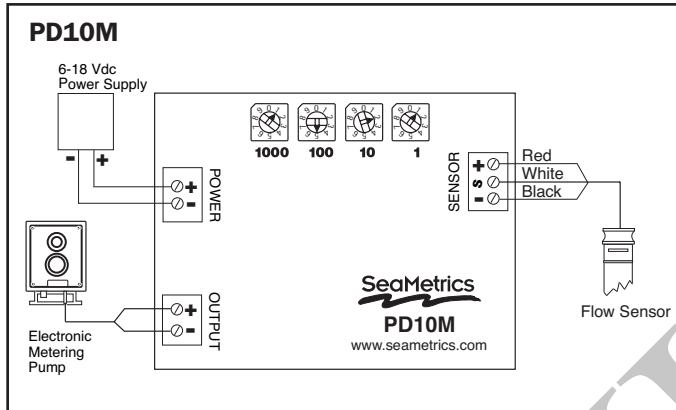 PD10M
6-18 Vdc
Power Supply
- +
1000 100 10 1
POWER
+
-
SENSOR
+
S
-
Red
White
Black
Flow Sensor
OUTPUT
+
-
Electronic
Metering
Pump
SeaMetrics
PD10M
www.seametrics.com